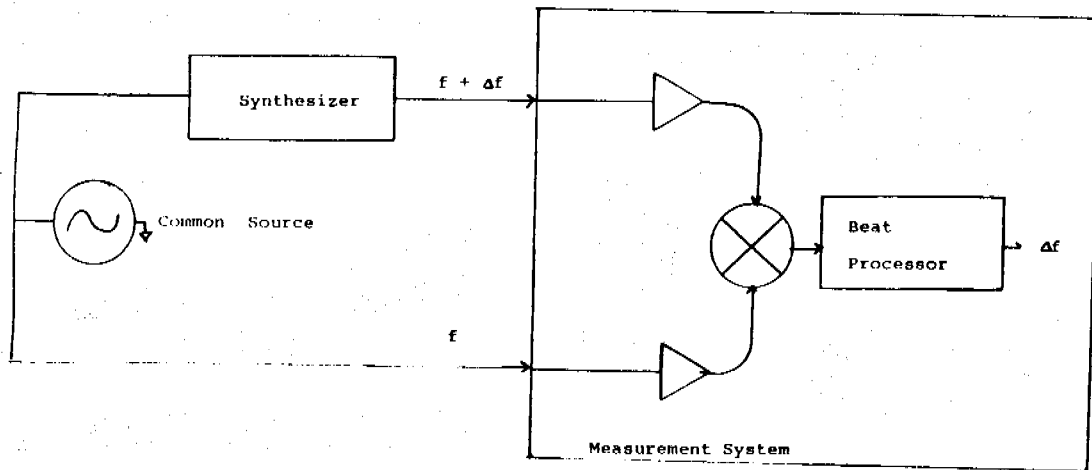 f + Δf
Synthesizer
Common Source
Beat
Processor
Δf
f
Measurement System